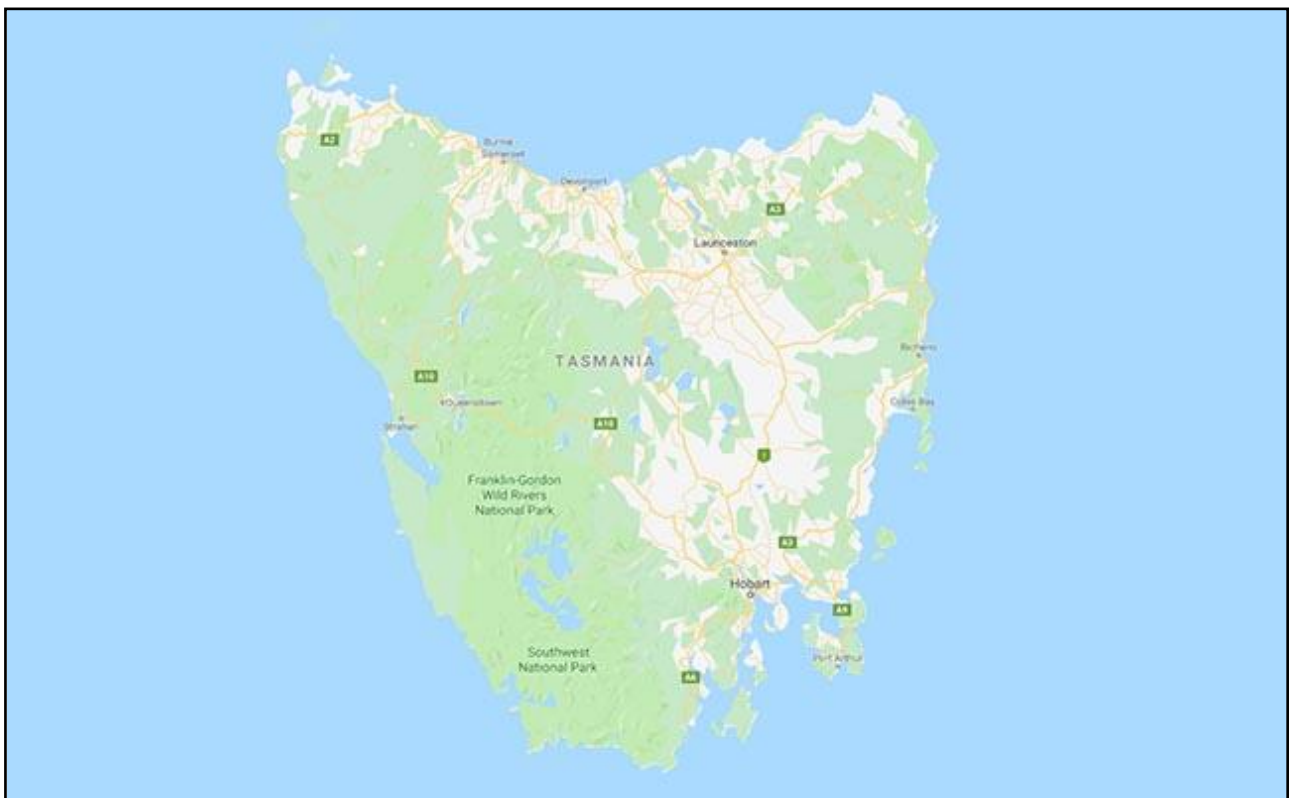 A2
Burnie
Somerset
Devonport
A3
Launceston
TASMANIA
Bicheno
A10
Queenstown
Coles Bay
Strahan
A10
1
Franklin-Gordon
Wild Rivers
National Park
A3
Hobart
A9
Southwest
National Park
Port Arthur
A6